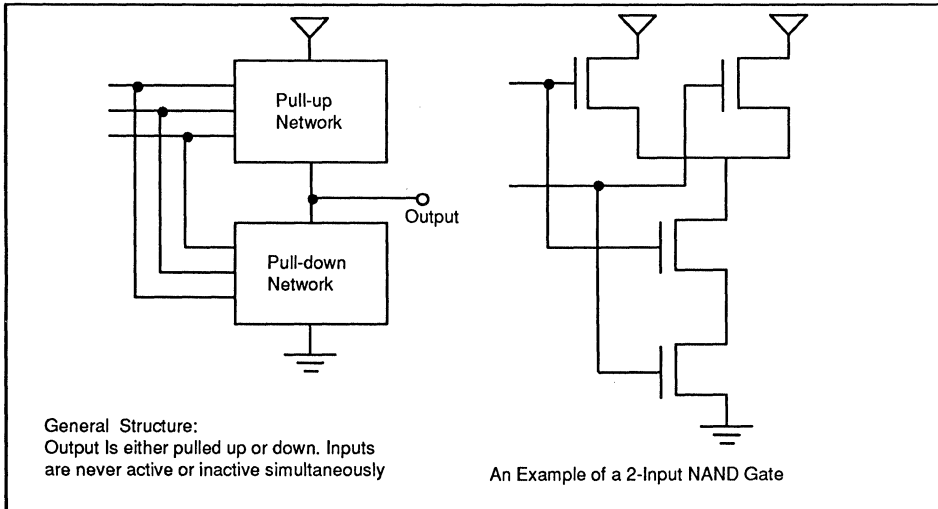 Pull-up
Network
Output
Pull-down
Network
General Structure:
Output Is either pulled up or down. Inputs
are never active or inactive simultaneously
An Example of a 2-Input NAND Gate